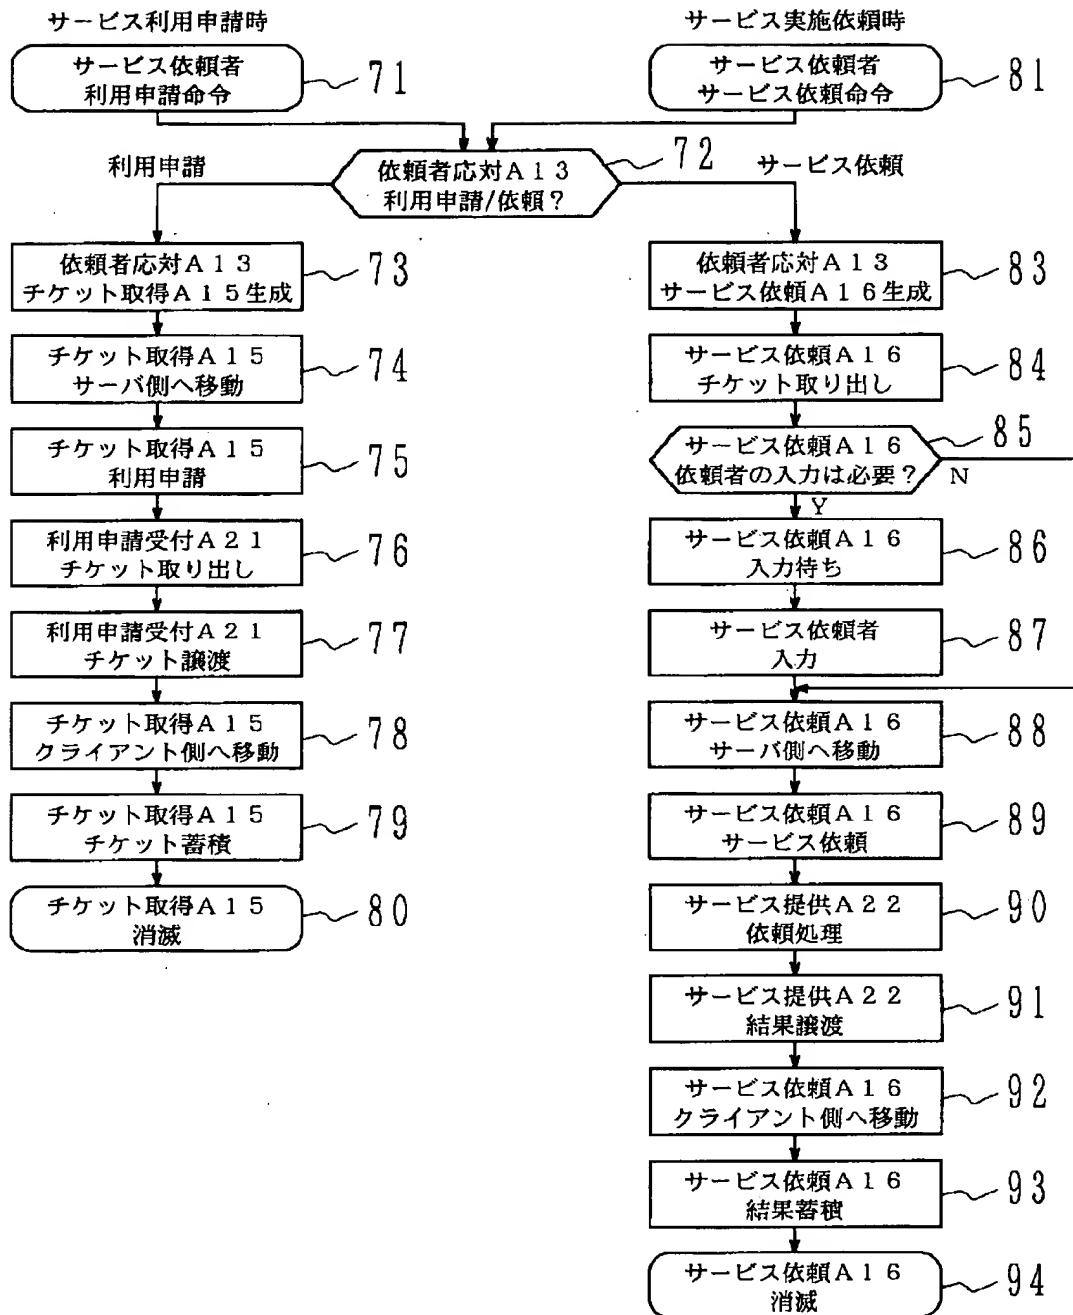 サービス利用申請時
サービス依頼者
利用申請命令
71
サービス実施依頼時
サービス依頼者
サービス依頼命令
81
利用申請
依頼者応対A13
利用申請/依頼?
72
サービス依頼
依頼者応対A13
チケット取得A15生成
73
チケット取得A15
サーバ側へ移動
74
チケット取得A15
利用申請
75
利用申請受付A21
チケット取り出し
76
利用申請受付A21
チケット譲渡
77
チケット取得A15
クライアント側へ移動
78
チケット取得A15
チケット蓄積
79
チケット取得A15
消滅
80
依頼者応対A13
サービス依頼A16生成
83
サービス依頼A16
チケット取り出し
84
サービス依頼A16
依頼者の入力は必要?
85
N
Y
サービス依頼A16
入力待ち
86
サービス依頼者
入力
87
サービス依頼A16
サーバ側へ移動
88
サービス依頼A16
サービス依頼
89
サービス提供A22
依頼処理
90
サービス提供A22
結果譲渡
91
サービス依頼A16
クライアント側へ移動
92
サービス依頼A16
結果蓄積
93
サービス依頼A16
消滅
94